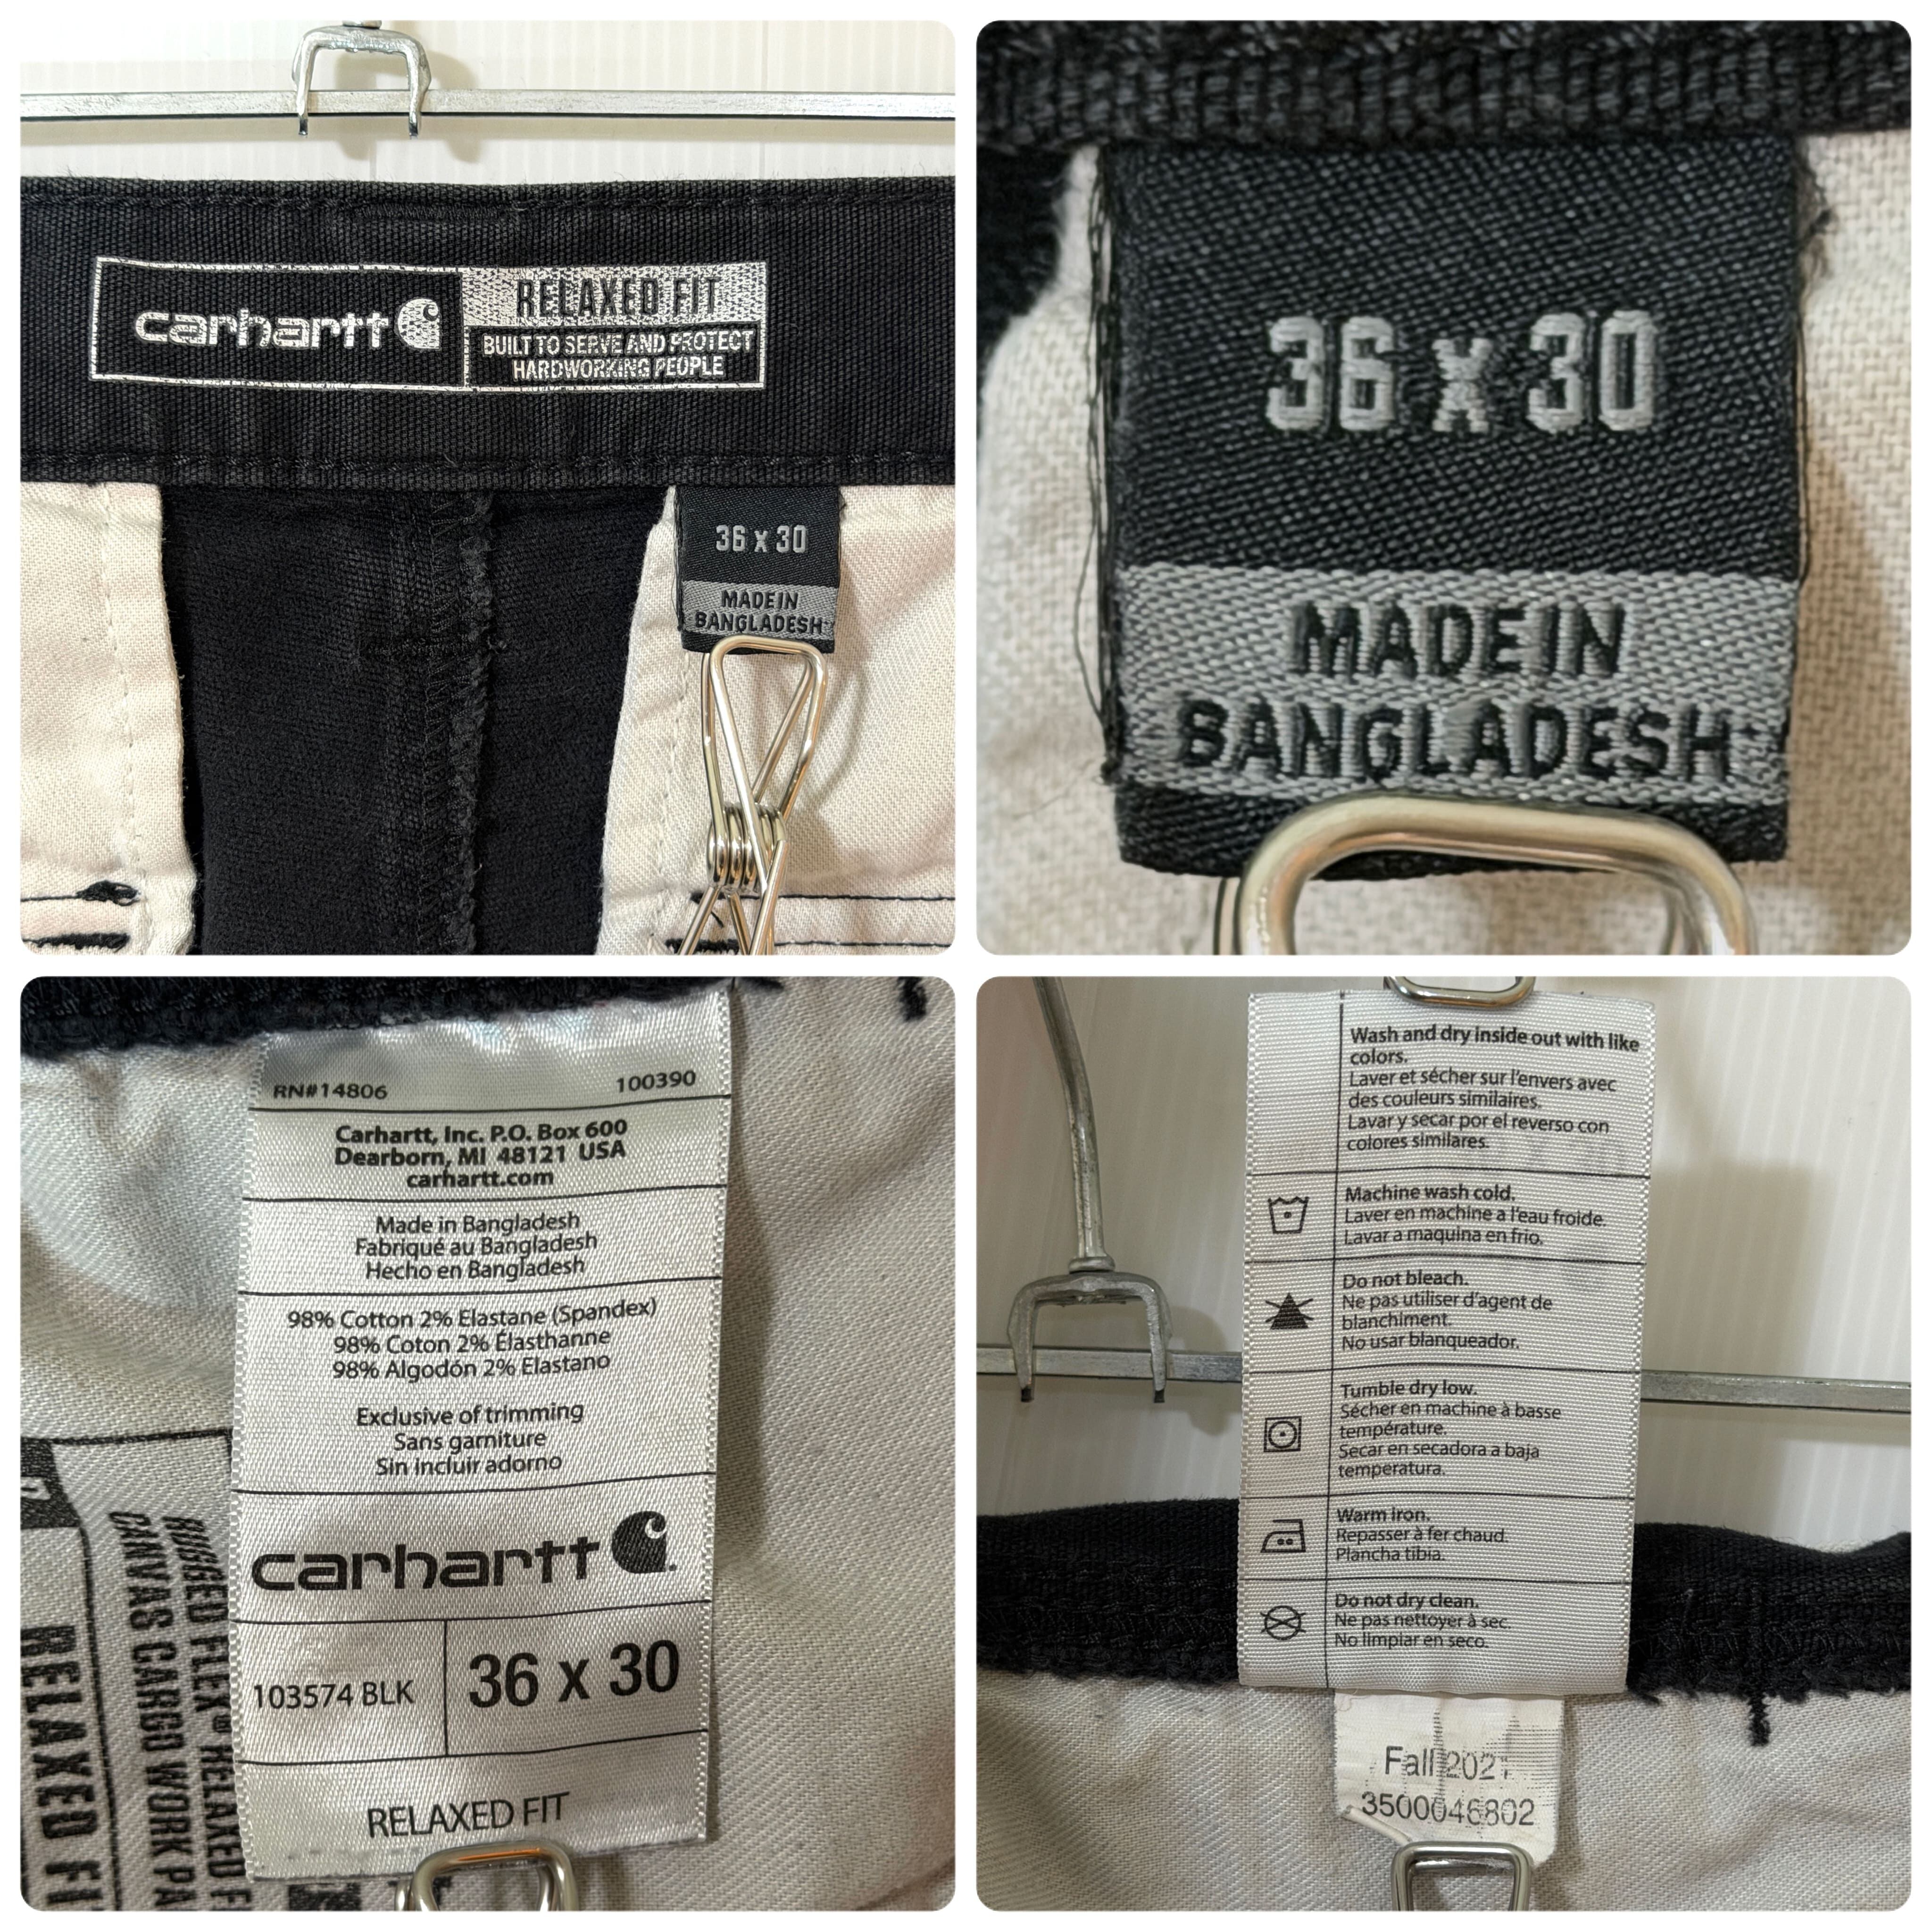 carhartt
RELAXED FIT
BUILT TO SERVE AND PROTECT
HARDWORKING PEOPLE
36 x 30
MADE IN
BANGLADESH
36 x 30
MADE IN
BANGLADESH
RN#14806 100390
Carhartt, Inc. P.O. Box 600
Dearborn, MI 48121 USA
carhartt.com
Made in Bangladesh
Fabriqué au Bangladesh
Hecho en Bangladesh
98% Cotton 2% Elastane (Spandex)
98% Coton 2% Élasthanne
98% Algodón 2% Elastano
Exclusive of trimming
Sans garniture
Sin incluir adorno
carhartt
103574 BLK 36 x 30
RELAXED FIT
RUGGED FLEX® RELAXED
CANVAS CARGO WORK
RELAXED
Wash and dry inside out with like
colors.
Laver et sécher sur l'envers avec
des couleurs similaires.
Lavar y secar por el reverso con
colores similares.
Machine wash cold.
Laver en machine a l'eau froide.
Lavar a maquina en frio.
Do not bleach.
Ne pas utiliser d'agent de
blanchiment.
No usar blanqueador.
Tumble dry low.
Sécher en machine à basse
température.
Secar en secadora a baja
temperatura.
Warm iron.
Repasser à fer chaud.
Plancha tibia.
Do not dry clean.
Ne pas nettoyer à sec.
No limpiar en seco.
Fall 2021
3500046802